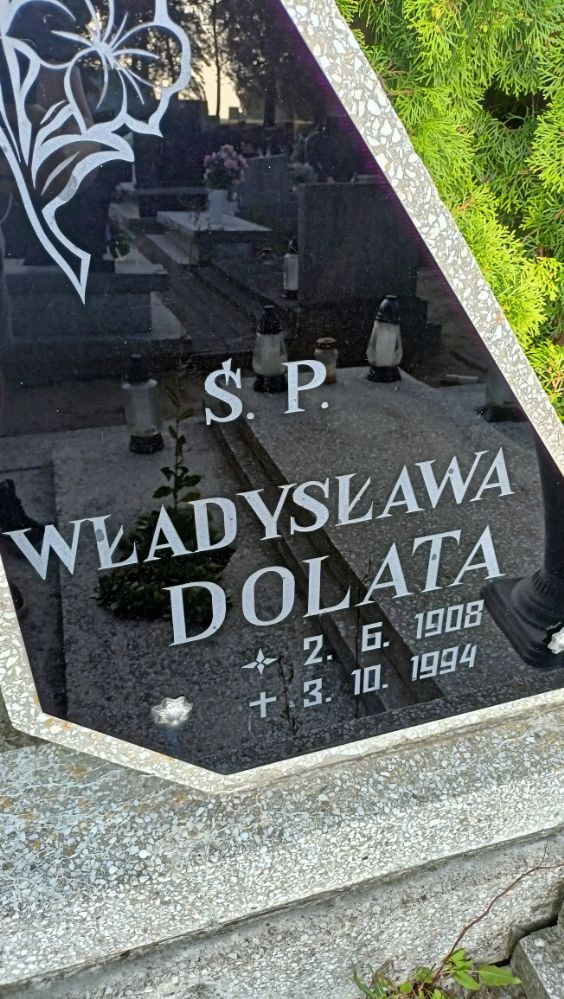 Ś. P.
WŁADYSŁAWA
DOLATA
2. 6. 1908
3. 10. 1994